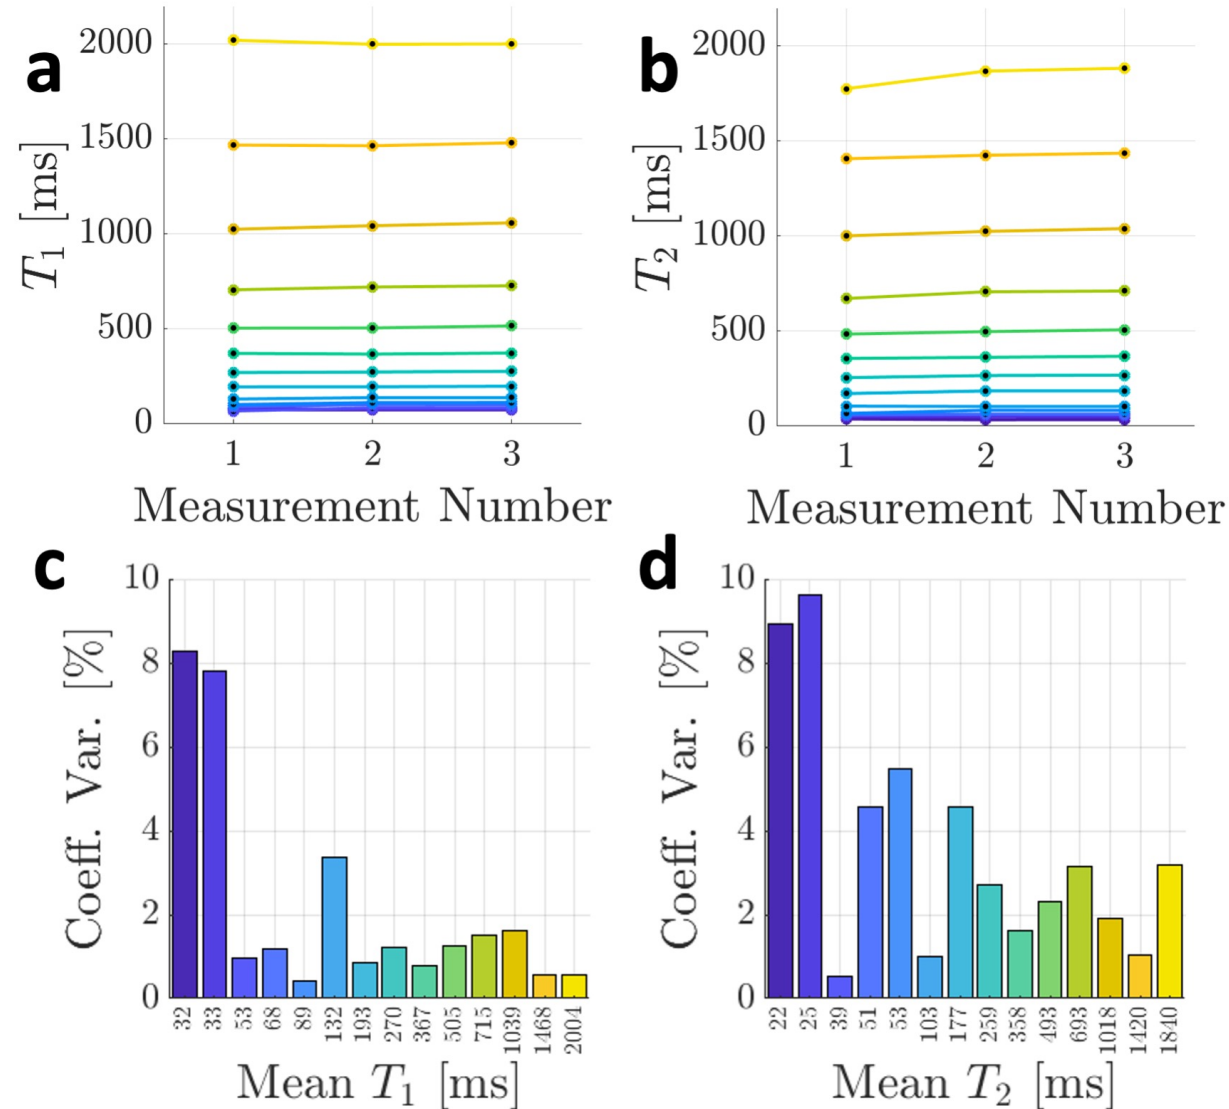 a
2000
1500
1000
500
0
T₁ [ms]
1 2 3
Measurement Number
b
2000
1500
1000
500
0
T₂ [ms]
1 2 3
Measurement Number
c
10
8
6
4
2
0
Coeff. Var. [%]
32 33 53 68 89 132 193 270 367 505 715 1039 1468 2004
Mean T₁ [ms]
d
10
8
6
4
2
0
Coeff. Var. [%]
22 25 39 51 53 103 177 259 358 493 693 1018 1420 1840
Mean T₂ [ms]